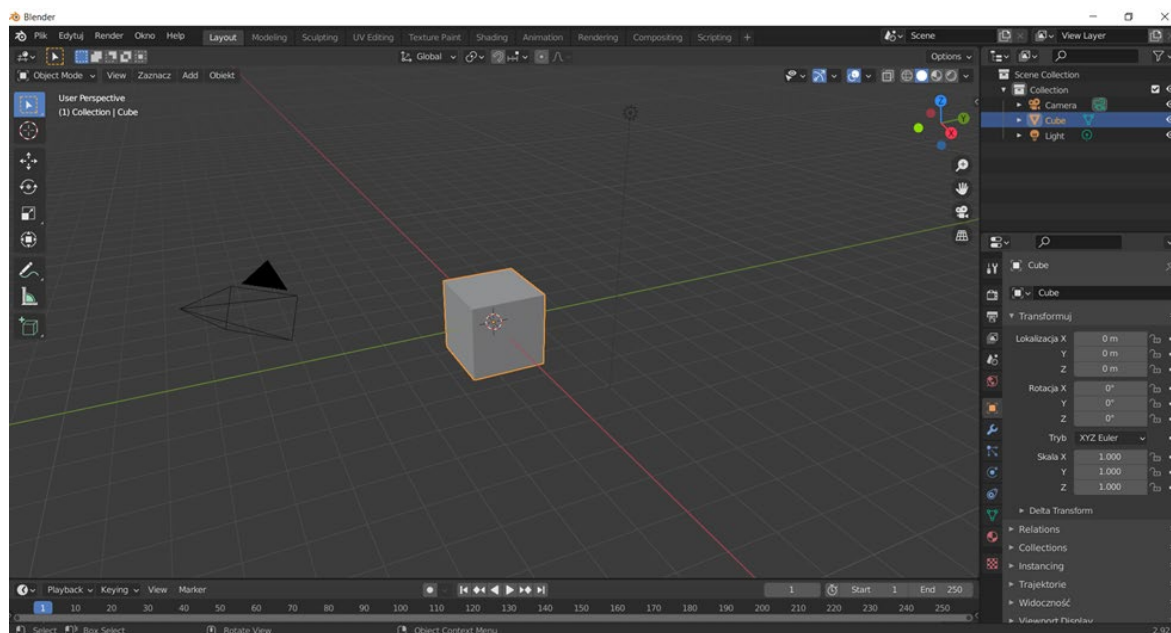 Blender
Plik Edytuj Render Okno Help Layout Modeling Sculpting UV Editing Texture Paint Shading Animation Rendering Compositing Scripting + Scene View Layer
Global Options
Object Mode View Zaznacz Add Obiekt
User Perspective
(1) Collection | Cube
Z
Y
X
Scene Collection
Collection
Camera
Cube
Light
Cube
Cube
Transformuj
Lokalizacja X 0 m
Y 0 m
Z 0 m
Rotacja X 0°
Y 0°
Z 0°
Tryb XYZ Euler
Skala X 1.000
Y 1.000
Z 1.000
Delta Transform
Relations
Collections
Instancing
Trajektorie
Widoczność
Viewport Display
Playback Keying View Marker 1 Start 1 End 250
1 10 20 30 40 50 60 70 80 90 100 110 120 130 140 150 160 170 180 190 200 210 220 230 240 250
Select Box Select Rotate View Object Context Menu